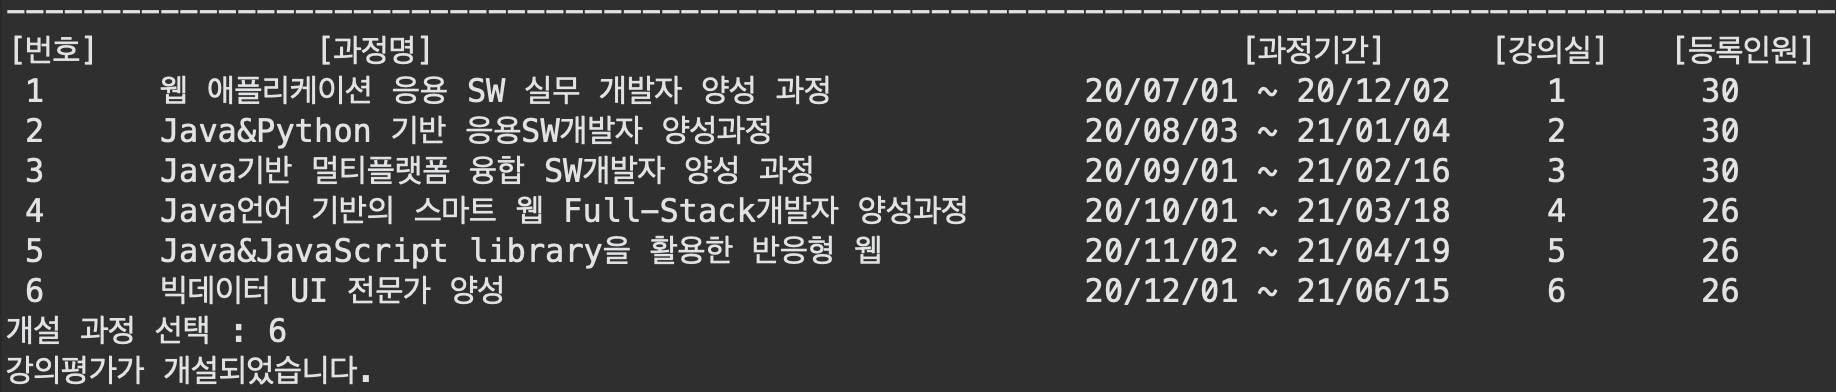 [번호] [과정명] [과정기간] [강의실] [등록인원]
1 웹 애플리케이션 응용 SW 실무 개발자 양성 과정 20/07/01 ~ 20/12/02 1 30
2 Java&Python 기반 응용SW개발자 양성과정 20/08/03 ~ 21/01/04 2 30
3 Java기반 멀티플랫폼 융합 SW개발자 양성 과정 20/09/01 ~ 21/02/16 3 30
4 Java언어 기반의 스마트 웹 Full-Stack개발자 양성과정 20/10/01 ~ 21/03/18 4 26
5 Java&JavaScript library을 활용한 반응형 웹 20/11/02 ~ 21/04/19 5 26
6 빅데이터 UI 전문가 양성 20/12/01 ~ 21/06/15 6 26
개설 과정 선택 : 6
강의평가가 개설되었습니다.